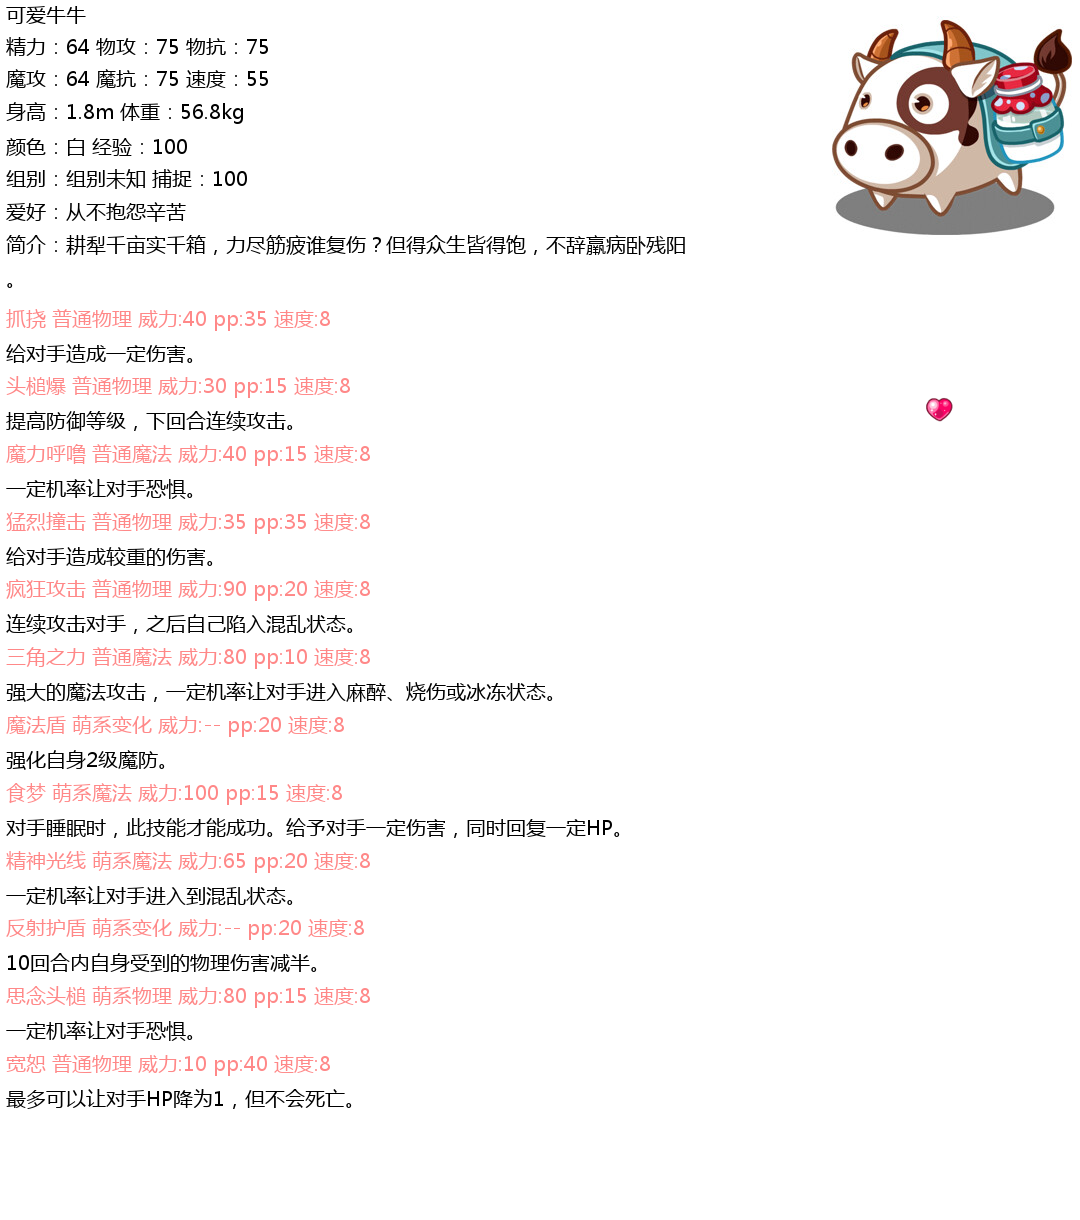 可爱牛牛
精力：64 物攻：75 物抗：75
魔攻：64 魔抗：75 速度：55
身高：1.8m 体重：56.8kg
颜色：白 经验：100
组别：组别未知 捕捉：100
爱好：从不抱怨辛苦
简介：耕犁千亩实千箱，力尽筋疲谁复伤？但得众生皆得饱，不辞羸病卧残阳
。
抓挠 普通物理 威力:40 pp:35 速度:8
给对手造成一定伤害。
头槌爆 普通物理 威力:30 pp:15 速度:8
提高防御等级，下回合连续攻击。
魔力呼噜 普通魔法 威力:40 pp:15 速度:8
一定机率让对手恐惧。
猛烈撞击 普通物理 威力:35 pp:35 速度:8
给对手造成较重的伤害。
疯狂攻击 普通物理 威力:90 pp:20 速度:8
连续攻击对手，之后自己陷入混乱状态。
三角之力 普通魔法 威力:80 pp:10 速度:8
强大的魔法攻击，一定机率让对手进入麻醉、烧伤或冰冻状态。
魔法盾 萌系变化 威力:-- pp:20 速度:8
强化自身2级魔防。
食梦 萌系魔法 威力:100 pp:15 速度:8
对手睡眠时，此技能才能成功。给予对手一定伤害，同时回复一定HP。
精神光线 萌系魔法 威力:65 pp:20 速度:8
一定机率让对手进入到混乱状态。
反射护盾 萌系变化 威力:-- pp:20 速度:8
10回合内自身受到的物理伤害减半。
思念头槌 萌系物理 威力:80 pp:15 速度:8
一定机率让对手恐惧。
宽恕 普通物理 威力:10 pp:40 速度:8
最多可以让对手HP降为1，但不会死亡。